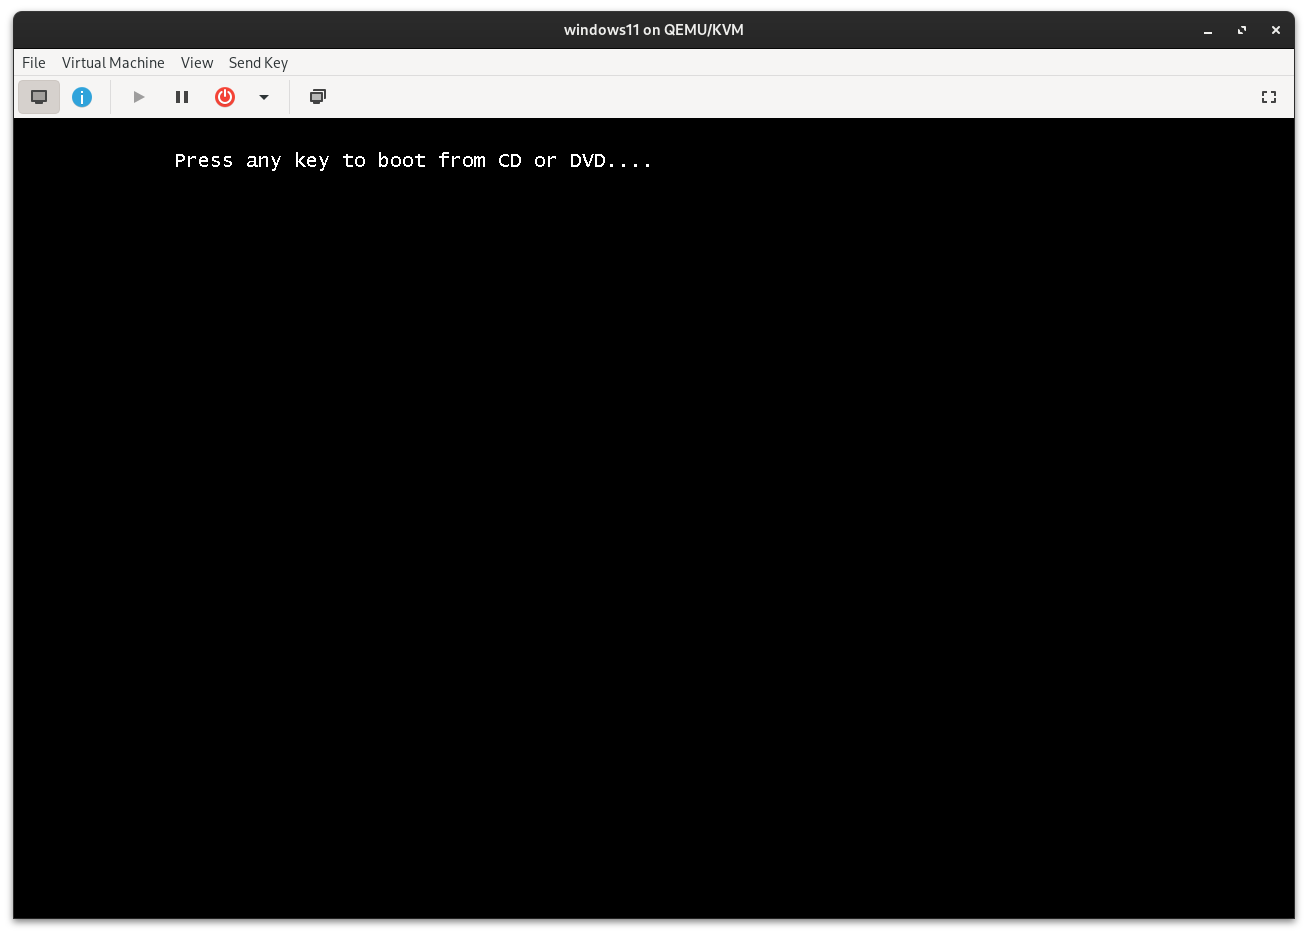 windows11 on QEMU/KVM
File Virtual Machine View Send Key
Press any key to boot from CD or DVD....